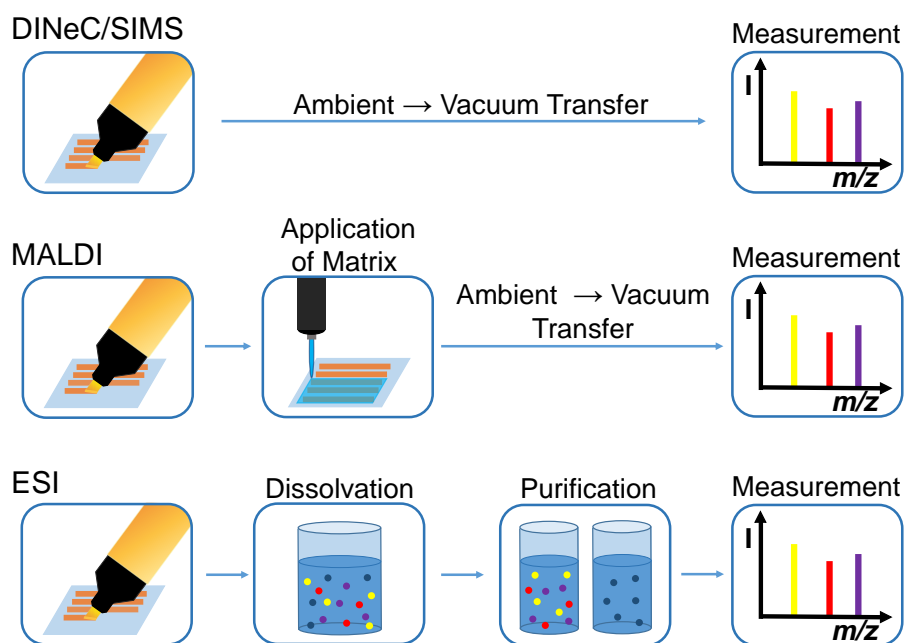 DINeC/SIMS
Measurement
Ambient → Vacuum Transfer
I
m/z
MALDI
Application
of Matrix
Measurement
Ambient → Vacuum
Transfer
I
m/z
ESI
Dissolvation
Purification
Measurement
I
m/z